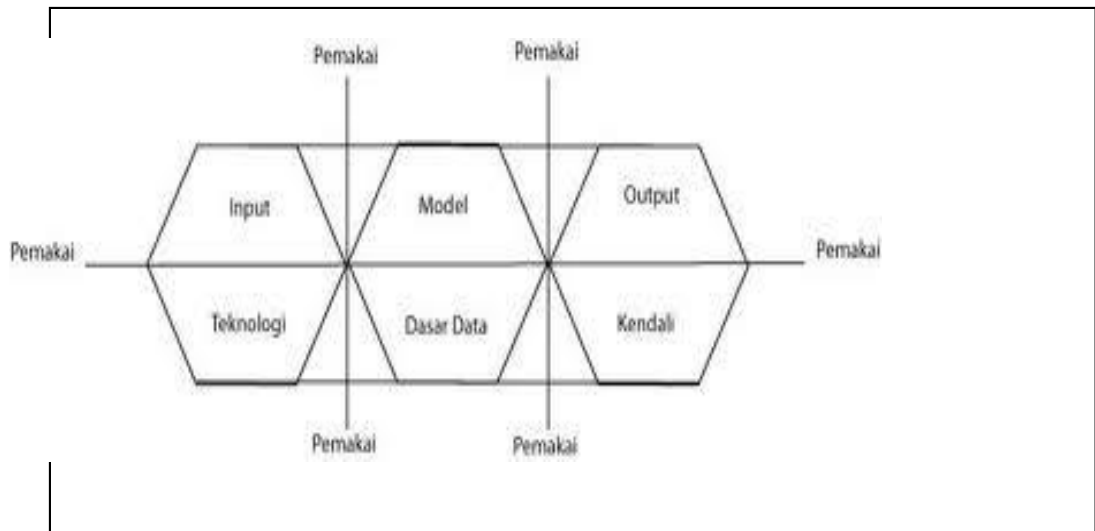 Pemakai
Pemakai
Input
Model
Output
Pemakai
Pemakai
Teknologi
Dasar Data
Kendali
Pemakai
Pemakai